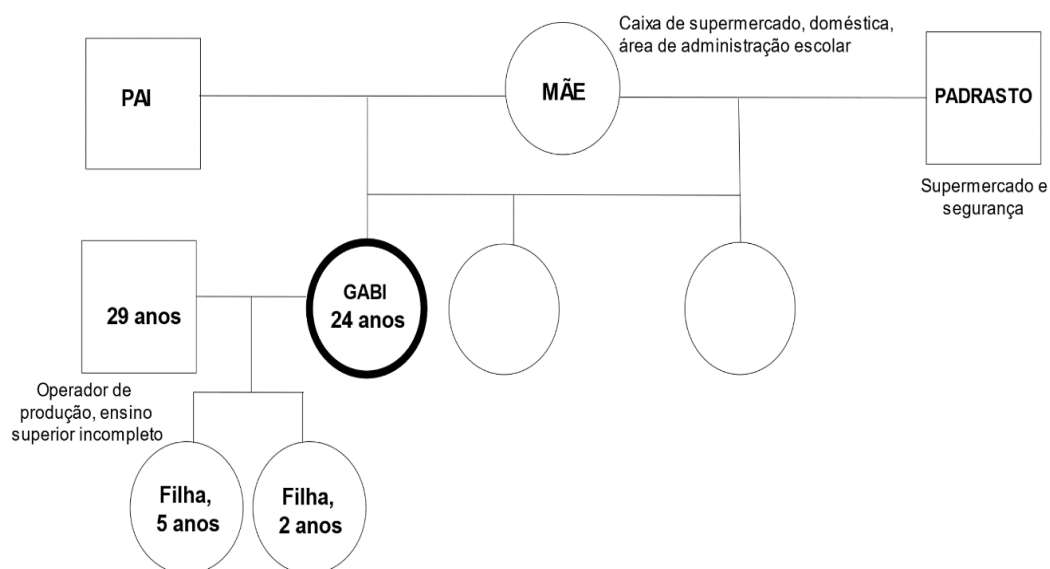 Caixa de supermercado, doméstica,
área de administração escolar
PAI
MÃE
PADRASTO
Supermercado e
segurança
GABI
24 anos
29 anos
Operador de
produção, ensino
superior incompleto
Filha,
5 anos
Filha,
2 anos